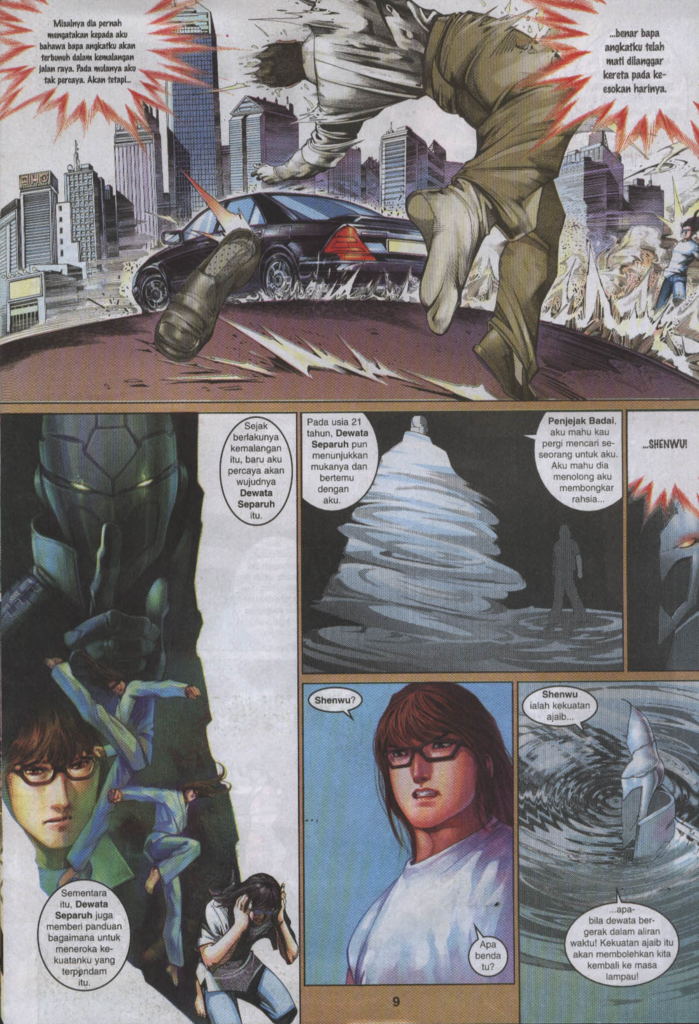 Misalnya dia pernah
mengatakan kepada aku
bahawa bapa angkatku akan
terbunuh dalam kemalangan
jalan raya. Pada mulanya aku
tak percaya. Akan tetapi...
...benar bapa
angkatku telah
mati dilanggar
kereta pada ke-
esokan harinya.
Sejak
berlakunya
kemalangan
itu, baru aku
percaya akan
wujudnya
Dewata
Separuh
itu.
Sementara
itu, Dewata
Separuh juga
memberi panduan
bagaimana untuk
meneroka ke-
kuatanku yang
terpendam
itu.
Pada usia 21
tahun, Dewata
Separuh pun
menunjukkan
mukanya dan
bertemu
dengan
aku.
Penjejak Badai,
aku mahu kau
pergi mencari se-
seorang untuk aku.
Aku mahu dia
menolong aku
membongkar
rahsia...
...SHENWU!
Shenwu?
Apa
benda
tu?
Shenwu
ialah kekuatan
ajaib...
...apa-
bila dewata ber-
gerak dalam aliran
waktu! Kekuatan ajaib itu
akan membolehkan kita
kembali ke masa
lampau!
9